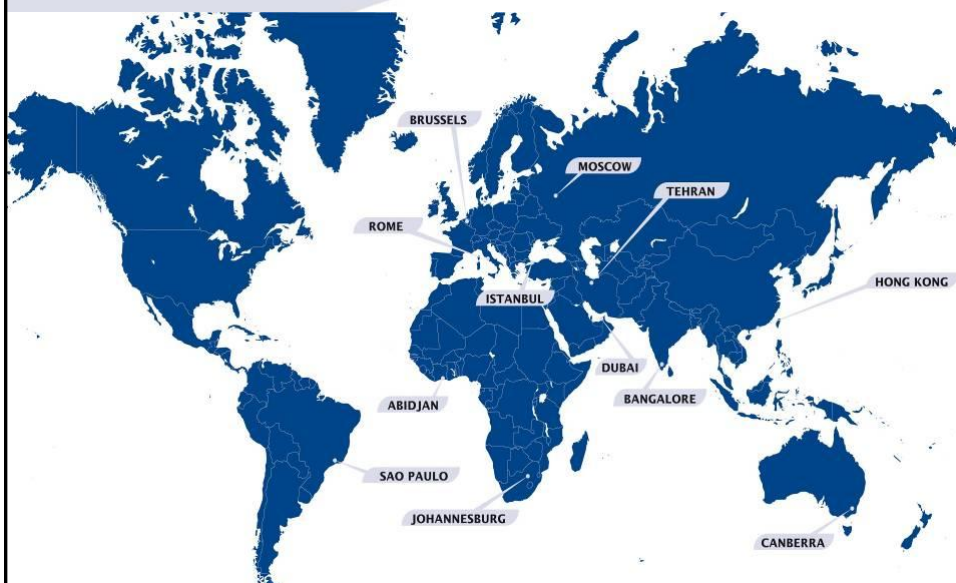 BRUSSELS
MOSCOW
TEHRAN
ROME
HONG KONG
ISTANBUL
DUBAI
BANGALORE
ABIDJAN
SAO PAULO
JOHANNESBURG
CANBERRA